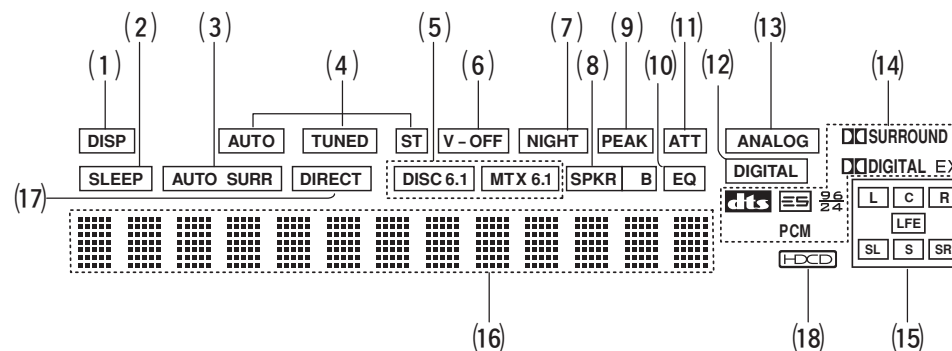 (1) (2) (3) (4) (5) (6) (7) (8) (9) (10) (11) (12) (13) (14)
DISP AUTO TUNED ST V-OFF NIGHT PEAK ATT ANALOG DIGITAL SURROUND
SLEEP AUTO SURR DIRECT DISC 6.1 MTX 6.1 SPKR B EQ DIGITAL EX
(17)
dts ES 96/24 L C R
PCM LFE
SL S SR
HDCD
(16) (18) (15)